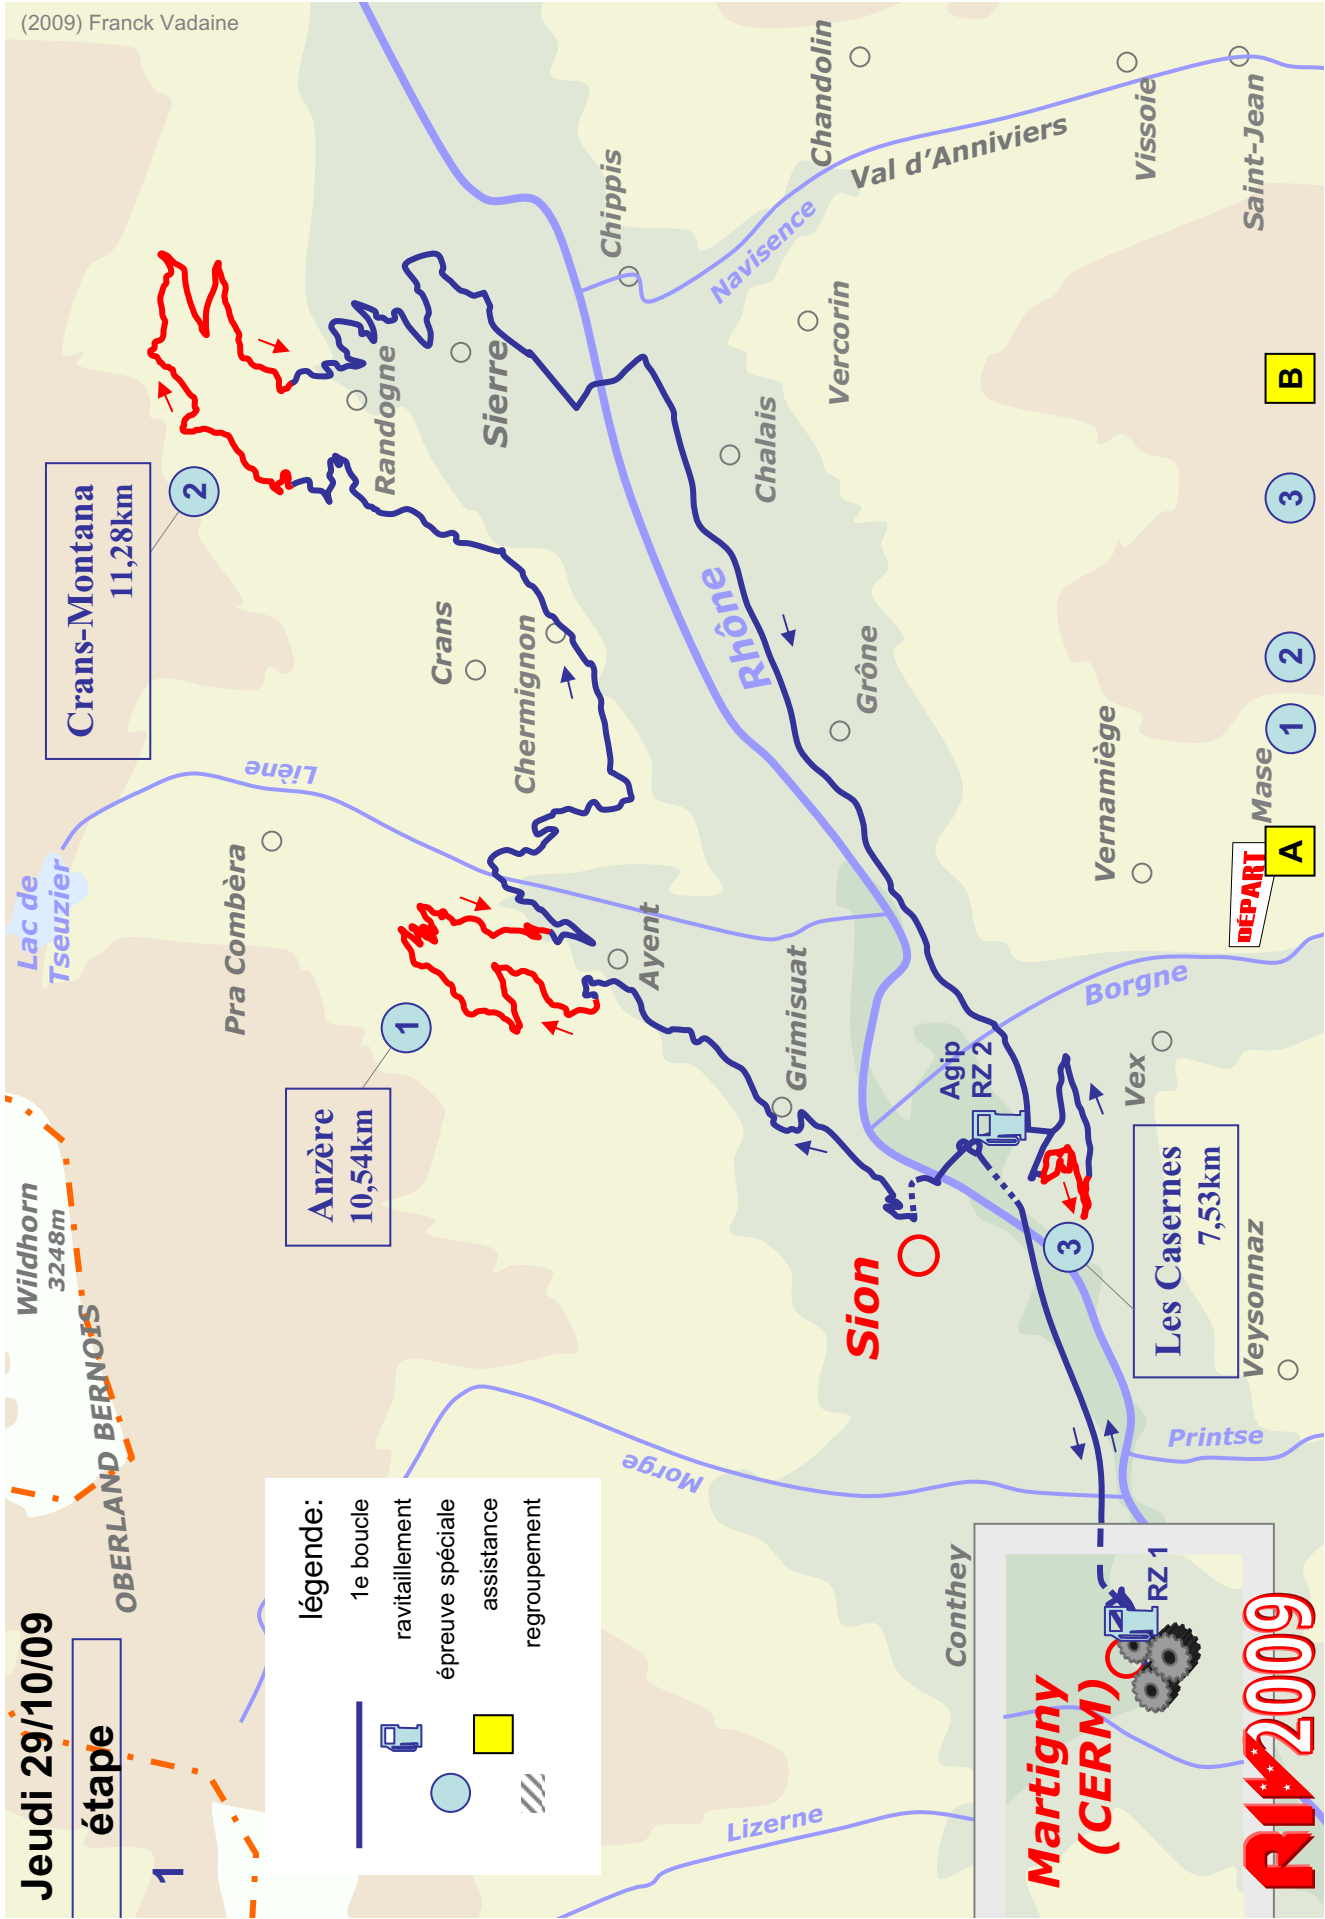 (2009) Franck Vadaine
Jeudi 29/10/09
étape
1
légende:
1e boucle
ravitaillement
épreuve spéciale
assistance
regroupement
OBERLAND BERNOIS
Wildhorn
3248m
Lac de
Tseuzier
Pra Combèra
Liène
Anzère
10,54km
1
Crans-Montana
11,28km
2
Crans
Chermignon
Randogne
Sierre
Chippis
Chandolin
Val d’Anniviers
Navisence
Vissoie
Saint-Jean
Vercorin
Chalais
Rhône
Grône
Ayent
Grimisuat
Morge
Lizerne
Conthey
Sion
Agip
RZ 2
Borgne
Vernamiège
Mase
Vex
Les Casernes
7,53km
3
Veysonnaz
Printse
Martigny
(CERM)
RZ 1
RIV 2009
DÉPART
A
1
2
3
B